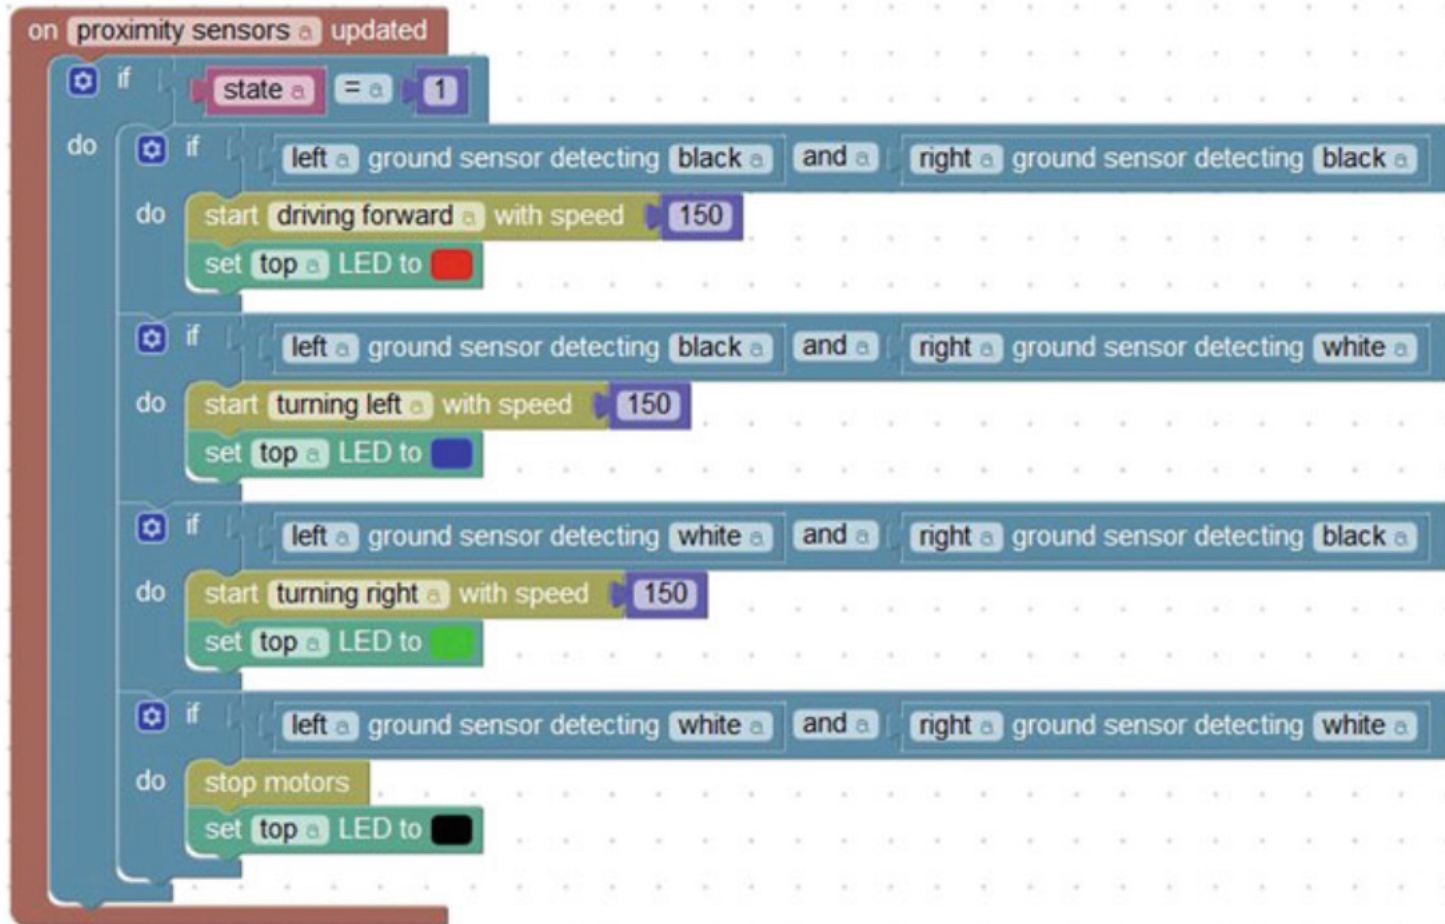 on proximity sensors updated
if state = 1
do if left ground sensor detecting black and right ground sensor detecting black
do start driving forward with speed 150
set top LED to
if left ground sensor detecting black and right ground sensor detecting white
do start turning left with speed 150
set top LED to
if left ground sensor detecting white and right ground sensor detecting black
do start turning right with speed 150
set top LED to
if left ground sensor detecting white and right ground sensor detecting white
do stop motors
set top LED to